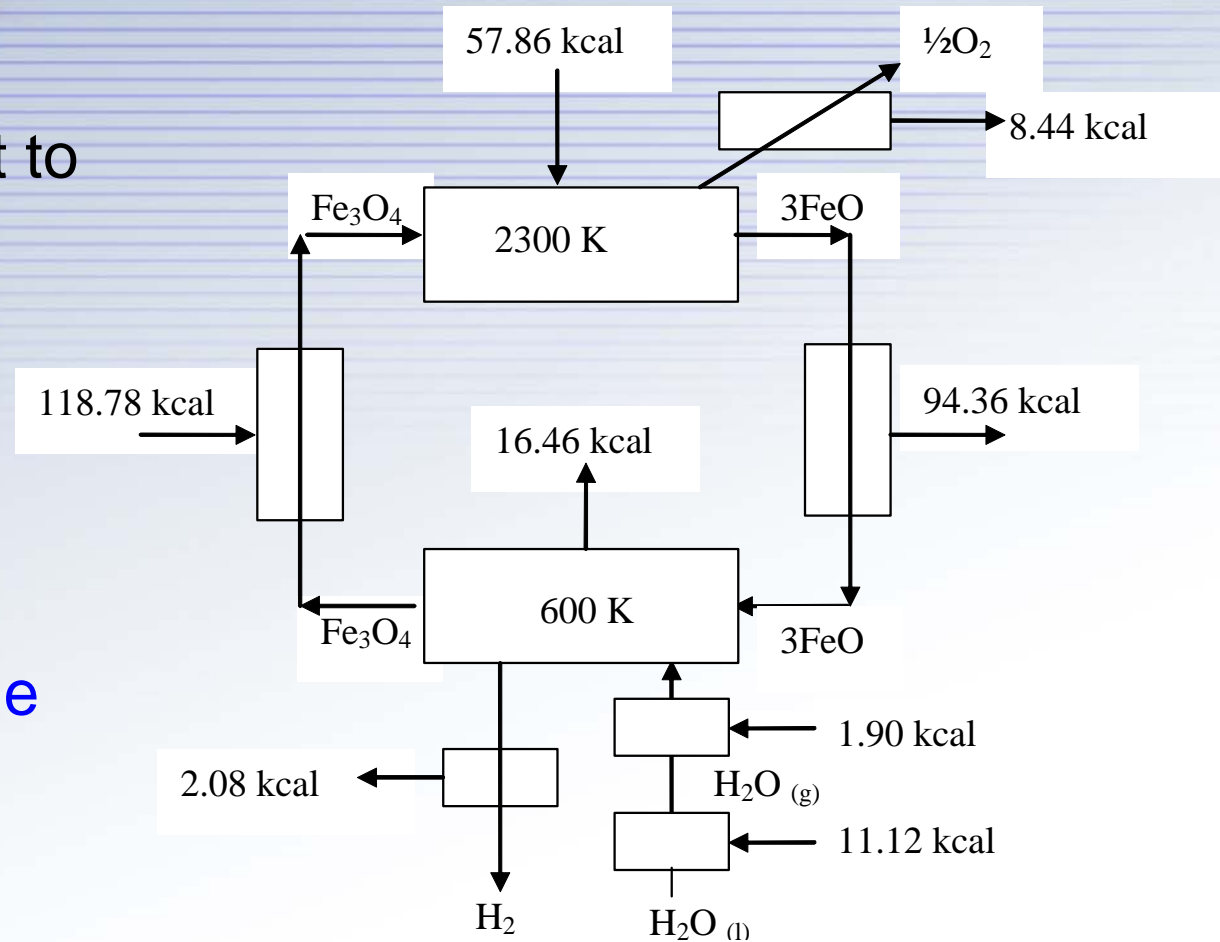 57.86 kcal
½O₂
8.44 kcal
t to
Fe₃O₄
3FeO
2300 K
118.78 kcal
94.36 kcal
16.46 kcal
600 K
Fe₃O₄
3FeO
e
1.90 kcal
2.08 kcal
H₂O (g)
11.12 kcal
H₂
H₂O (l)